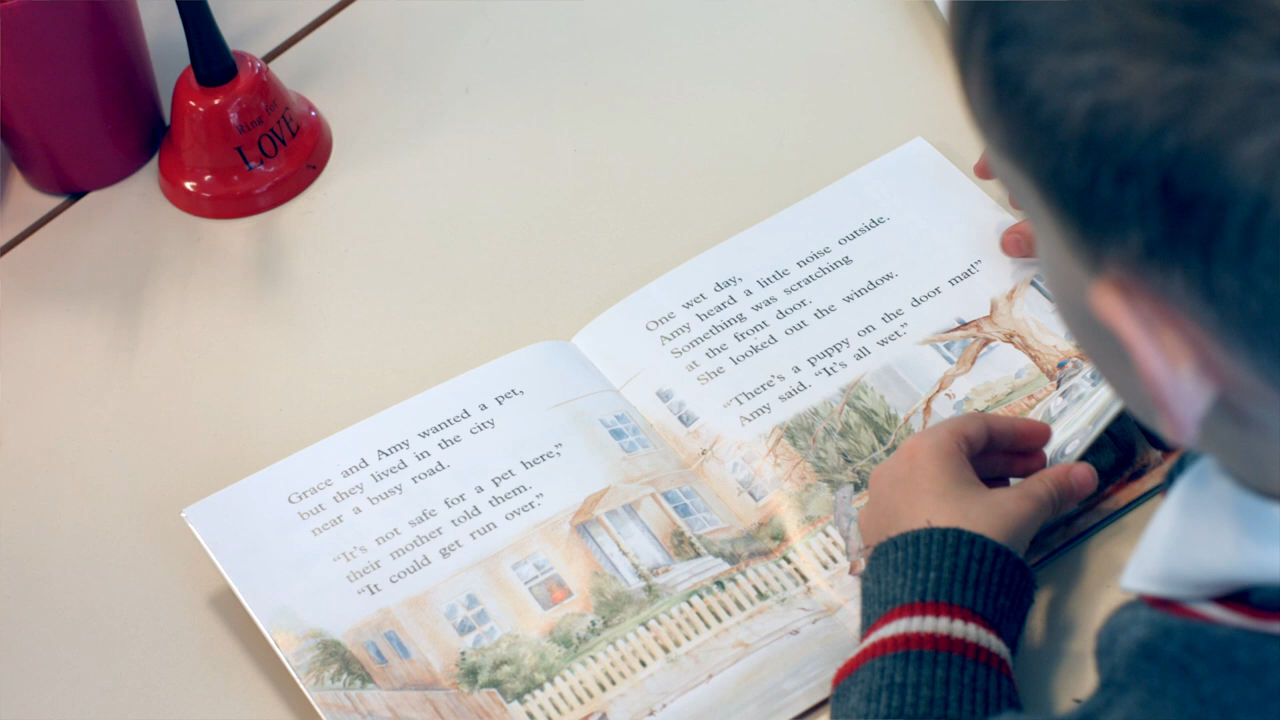 Ring for
LOVE
Grace and Amy wanted a pet,
but they lived in the city
near a busy road.
“It’s not safe for a pet here,”
their mother told them.
“It could get run over.”
One wet day,
Amy heard a little noise outside.
Something was scratching
at the front door.
She looked out the window.
“There’s a puppy on the door mat!”
Amy said. “It’s all wet.”